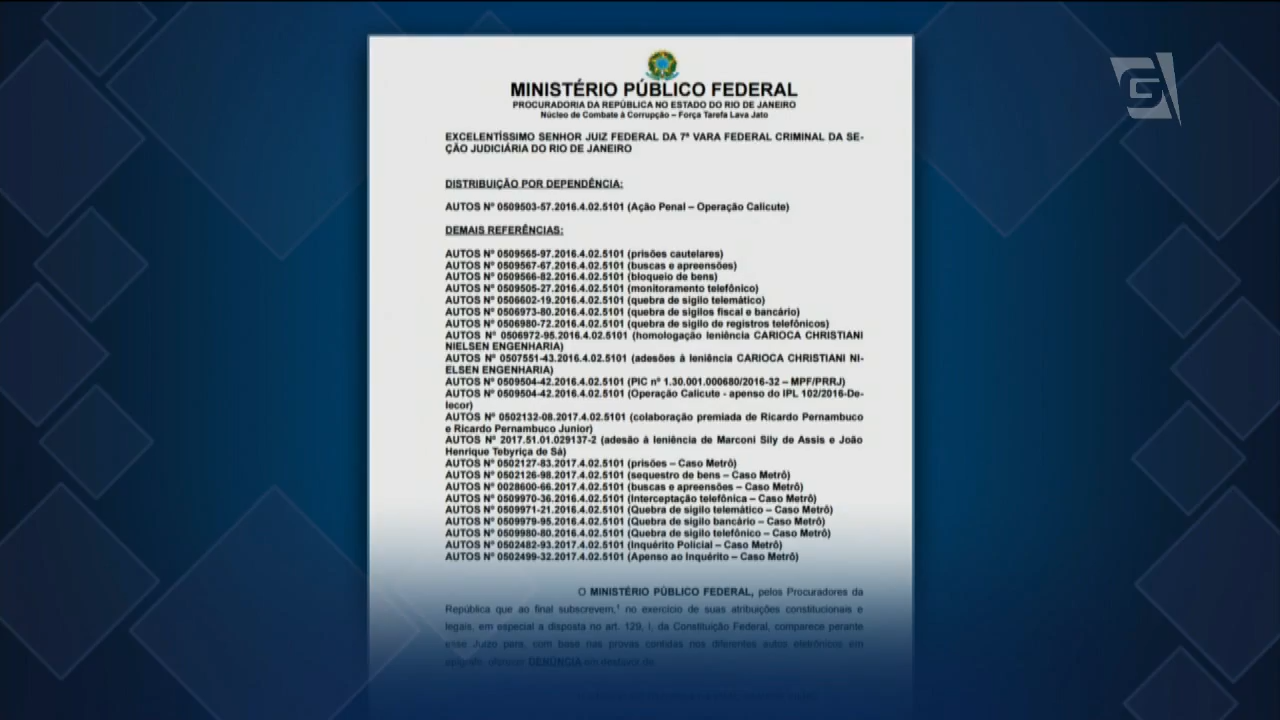 MINISTÉRIO PÚBLICO FEDERAL
PROCURADORIA DA REPÚBLICA NO ESTADO DO RIO DE JANEIRO
Núcleo de Combate à Corrupção – Força Tarefa Lava Jato
EXCELENTÍSSIMO SENHOR JUIZ FEDERAL DA 7ª VARA FEDERAL CRIMINAL DA SE-
ÇÃO JUDICIÁRIA DO RIO DE JANEIRO
DISTRIBUIÇÃO POR DEPENDÊNCIA:
AUTOS Nº 0509503-57.2016.4.02.5101 (Ação Penal – Operação Calicute)
DEMAIS REFERÊNCIAS:
AUTOS Nº 0509565-97.2016.4.02.5101 (prisões cautelares)
AUTOS Nº 0509567-67.2016.4.02.5101 (buscas e apreensões)
AUTOS Nº 0509566-82.2016.4.02.5101 (bloqueio de bens)
AUTOS Nº 0509505-27.2016.4.02.5101 (monitoramento telefônico)
AUTOS Nº 0506602-19.2016.4.02.5101 (quebra de sigilo telemático)
AUTOS Nº 0506973-80.2016.4.02.5101 (quebra de sigilos fiscal e bancário)
AUTOS Nº 0506980-72.2016.4.02.5101 (quebra de sigilo de registros telefônicos)
AUTOS Nº 0506972-95.2016.4.02.5101 (homologação leniência CARIOCA CHRISTIANI
NIELSEN ENGENHARIA)
AUTOS Nº 0507551-43.2016.4.02.5101 (adesões à leniência CARIOCA CHRISTIANI NI-
ELSEN ENGENHARIA)
AUTOS Nº 0509504-42.2016.4.02.5101 (PIC nº 1.30.001.000680/2016-32 – MPF/PRRJ)
AUTOS Nº 0509504-42.2016.4.02.5101 (Operação Calicute - apenso do IPL 102/2016-De-
lecor)
AUTOS Nº 0502132-08.2017.4.02.5101 (colaboração premiada de Ricardo Pernambuco
e Ricardo Pernambuco Junior)
AUTOS Nº 2017.51.01.029137-2 (adesão à leniência de Marconi Sily de Assis e João
Henrique Tebyriça de Sá)
AUTOS Nº 0502127-83.2017.4.02.5101 (prisões – Caso Metrô)
AUTOS Nº 0502126-98.2017.4.02.5101 (sequestro de bens – Caso Metrô)
AUTOS Nº 0028600-66.2017.4.02.5101 (buscas e apreensões – Caso Metrô)
AUTOS Nº 0509970-36.2016.4.02.5101 (Interceptação telefônica – Caso Metrô)
AUTOS Nº 0509971-21.2016.4.02.5101 (Quebra de sigilo telemático – Caso Metrô)
AUTOS Nº 0509979-95.2016.4.02.5101 (Quebra de sigilo bancário – Caso Metrô)
AUTOS Nº 0509980-80.2016.4.02.5101 (Quebra de sigilo telefônico – Caso Metrô)
AUTOS Nº 0502482-93.2017.4.02.5101 (Inquérito Policial – Caso Metrô)
AUTOS Nº 0502499-32.2017.4.02.5101 (Apenso ao Inquérito – Caso Metrô)
O MINISTÉRIO PÚBLICO FEDERAL, pelos Procuradores da
República que ao final subscrevem,¹ no exercício de suas atribuições constitucionais e
legais, em especial a disposta no art. 129, I, da Constituição Federal, comparece perante
esse Juízo para, com base nas provas contidas nos diferentes autos eletrônicos em
epígrafe, oferecer DENÚNCIA em desfavor de